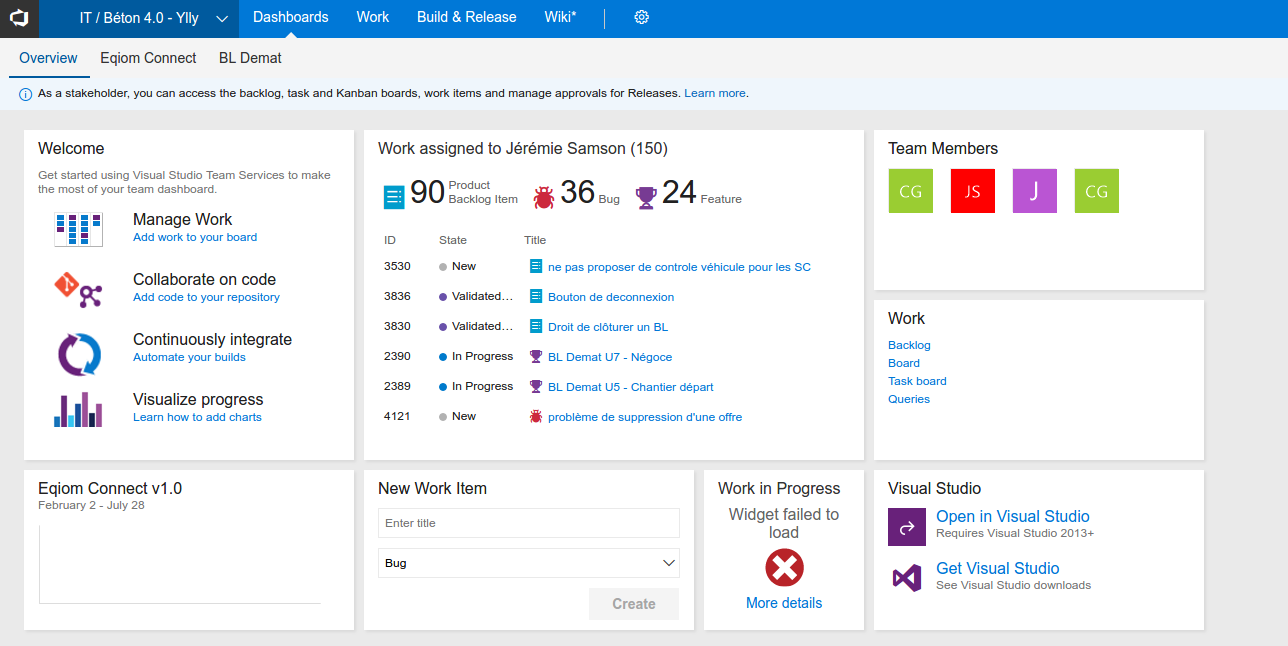 IT / Béton 4.0 - Ylly
Dashboards Work Build & Release Wiki*
Overview Eqiom Connect BL Demat
As a stakeholder, you can access the backlog, task and Kanban boards, work items and manage approvals for Releases. Learn more.
Welcome
Get started using Visual Studio Team Services to make
the most of your team dashboard.
Manage Work
Add work to your board
Collaborate on code
Add code to your repository
Continuously integrate
Automate your builds
Visualize progress
Learn how to add charts
Work assigned to Jérémie Samson (150)
90 Product
Backlog Item
36 Bug
24 Feature
ID State Title
3530 New ne pas proposer de controle véhicule pour les SC
3836 Validated... Bouton de deconnexion
3830 Validated... Droit de clôturer un BL
2390 In Progress BL Demat U7 - Négoce
2389 In Progress BL Demat U5 - Chantier départ
4121 New problème de suppression d'une offre
Team Members
CG JS J CG
Work
Backlog
Board
Task board
Queries
Eqiom Connect v1.0
February 2 - July 28
New Work Item
Enter title
Bug
Create
Work in Progress
Widget failed to
load
More details
Visual Studio
Open in Visual Studio
Requires Visual Studio 2013+
Get Visual Studio
See Visual Studio downloads